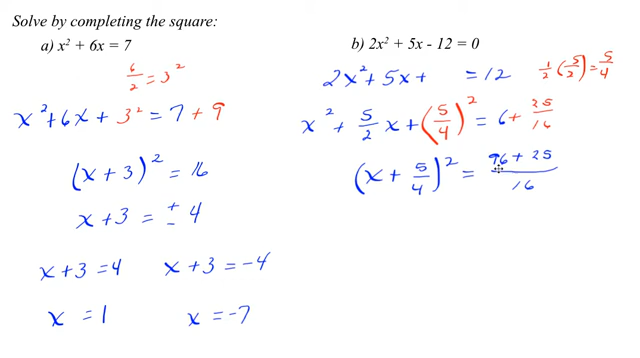 Solve by completing the square:
a) x² + 6x = 7
6/2 = 3²
x² + 6x + 3² = 7 + 9
(x + 3)² = 16
x + 3 = ± 4
x + 3 = 4    x + 3 = -4
x = 1    x = -7
b) 2x² + 5x - 12 = 0
1/2 (5/2) = 5/4
2x² + 5x +    = 12
x² + 5/2 x + (5/4)² = 6 + 25/16
(x + 5/4)² = (96 + 25)/16